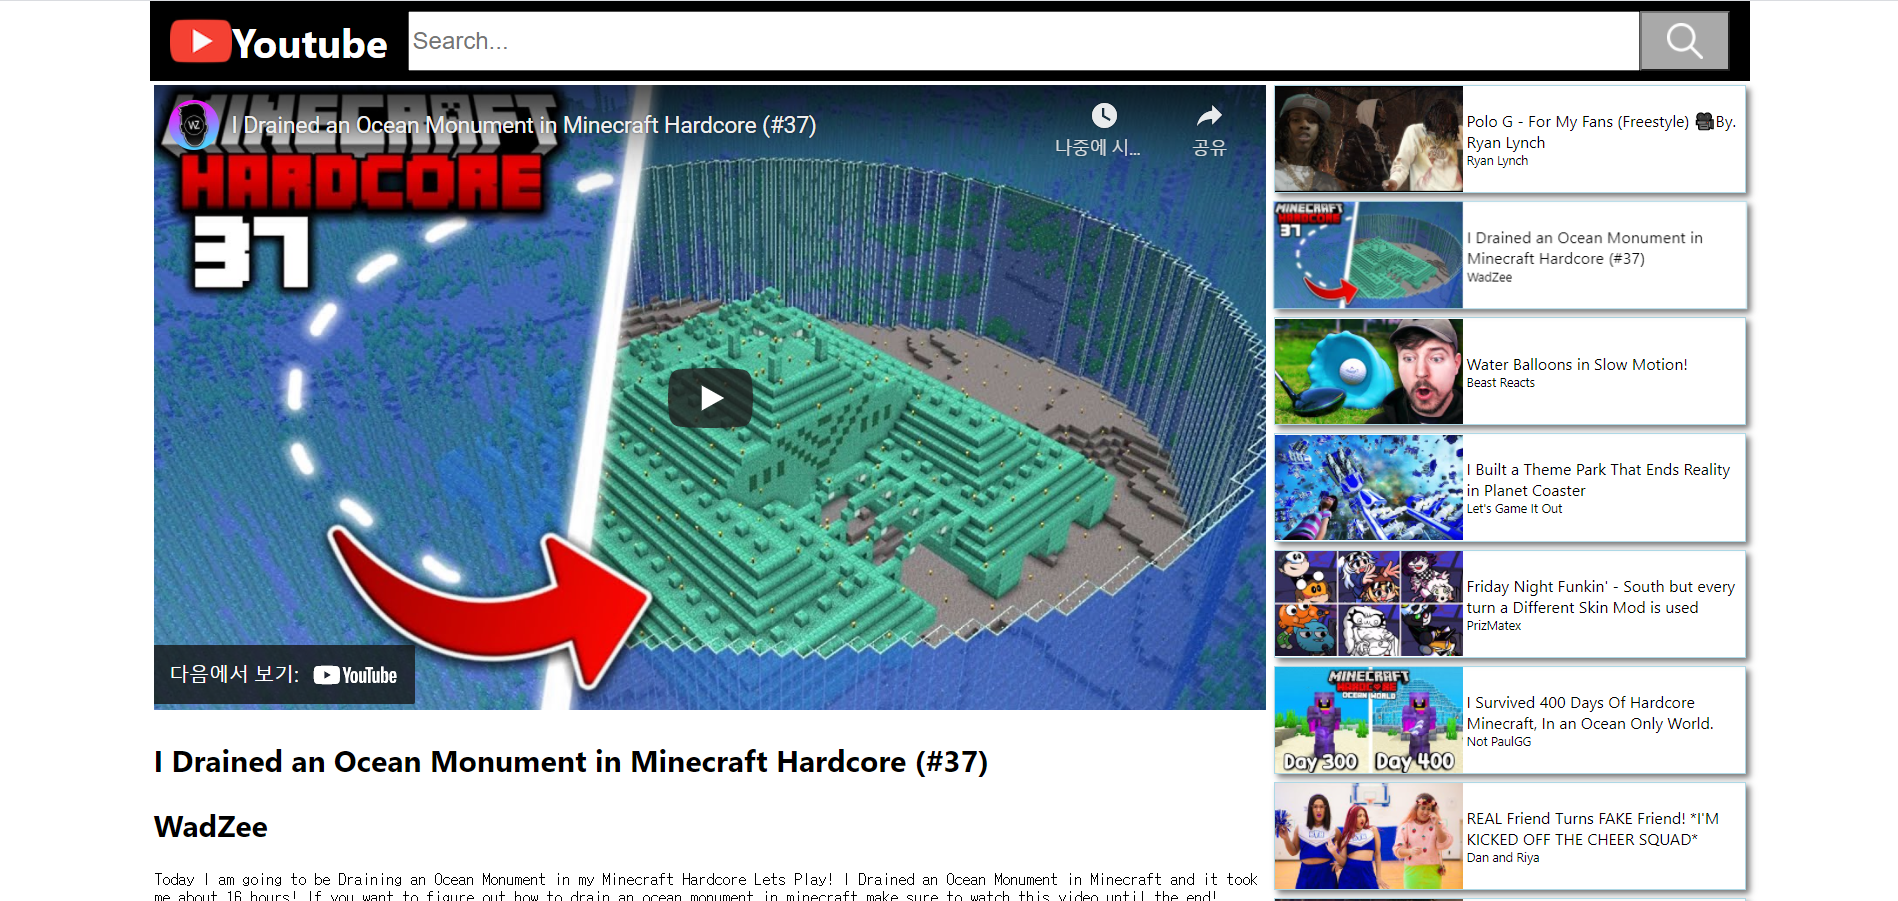 Youtube
Search...
MINECRAFT
WZ
I Drained an Ocean Monument in Minecraft Hardcore (#37)
나중에 시...
공유
HARDCORE
37
다음에서 보기: YouTube
I Drained an Ocean Monument in Minecraft Hardcore (#37)
WadZee
Today I am going to be Draining an Ocean Monument in my Minecraft Hardcore Lets Play! I Drained an Ocean Monument in Minecraft and it took
me about 16 hours! If you want to figure out how to drain an ocean monument in minecraft make sure to watch this video until the end!
Polo G - For My Fans (Freestyle) 🎥By.
Ryan Lynch
Ryan Lynch
MINECRAFT
HARDCORE
37
I Drained an Ocean Monument in
Minecraft Hardcore (#37)
WadZee
Water Balloons in Slow Motion!
Beast Reacts
I Built a Theme Park That Ends Reality
in Planet Coaster
Let's Game It Out
Friday Night Funkin' - South but every
turn a Different Skin Mod is used
PrizMatex
MINECRAFT
HARDCORE
OCEAN WORLD
Day 300 Day 400
I Survived 400 Days Of Hardcore
Minecraft, In an Ocean Only World.
Not PaulGG
REAL Friend Turns FAKE Friend! *I'M
KICKED OFF THE CHEER SQUAD*
Dan and Riya